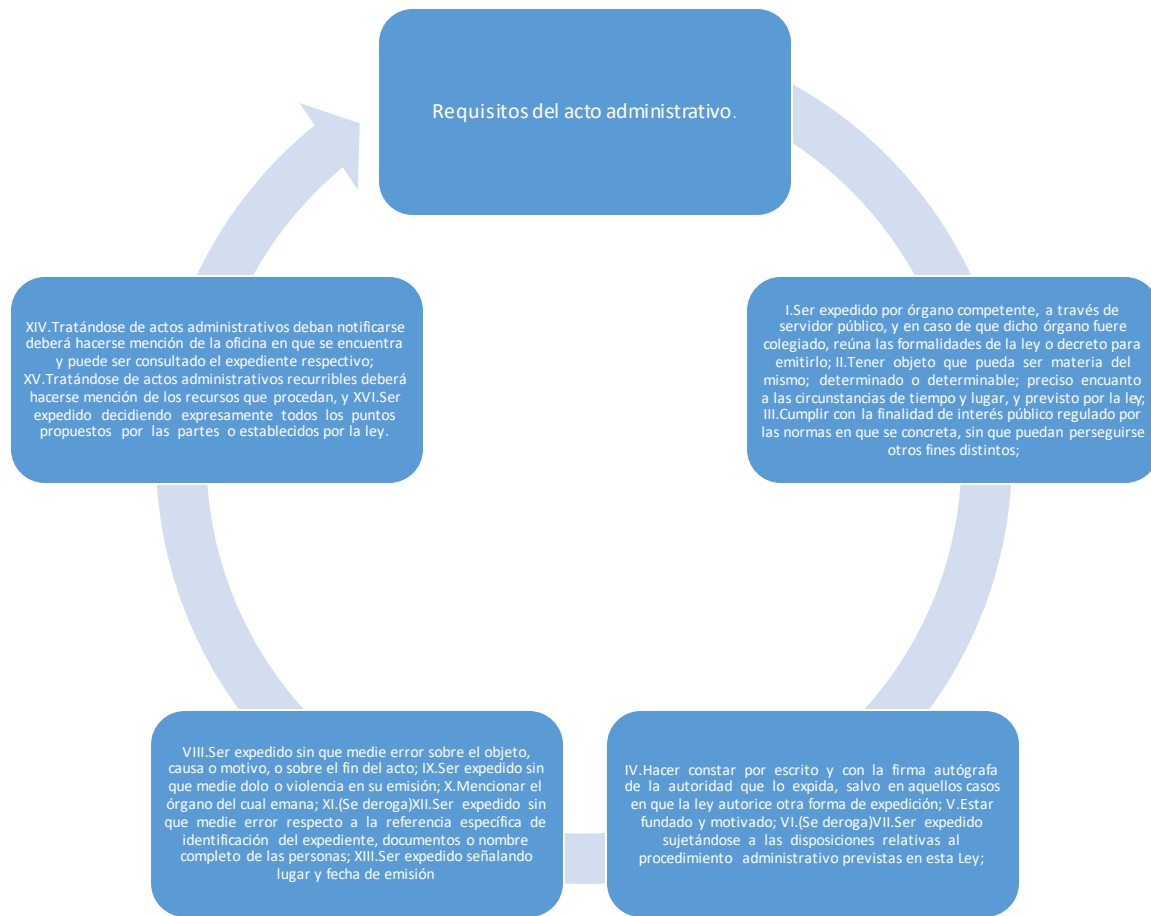 Requisitos del acto administrativo.
I.Ser expedido por órgano competente, a través de
servidor público, y en caso de que dicho órgano fuere
colegiado, reúna las formalidades de la ley o decreto para
emitirlo; II.Tener objeto que pueda ser materia del
mismo; determinado o determinable; preciso encuanto
a las circunstancias de tiempo y lugar, y previsto por la ley;
III.Cumplir con la finalidad de interés público regulado por
las normas en que se concreta, sin que puedan perseguirse
otros fines distintos;
IV.Hacer constar por escrito y con la firma autógrafa
de la autoridad que lo expida, salvo en aquellos casos
en que la ley autorice otra forma de expedición; V.Estar
fundado y motivado; VI.(Se deroga)VII.Ser expedido
sujetándose a las disposiciones relativas al
procedimiento administrativo previstas en esta Ley;
VIII.Ser expedido sin que medie error sobre el objeto,
causa o motivo, o sobre el fin del acto; IX.Ser expedido sin
que medie dolo o violencia en su emisión; X.Mencionar el
órgano del cual emana; XI.(Se deroga)XII.Ser expedido sin
que medie error respecto a la referencia específica de
identificación del expediente, documentos o nombre
completo de las personas; XIII.Ser expedido señalando
lugar y fecha de emisión
XIV.Tratándose de actos administrativos deban notificarse
deberá hacerse mención de la oficina en que se encuentra
y puede ser consultado el expediente respectivo;
XV.Tratándose de actos administrativos recurribles deberá
hacerse mención de los recursos que procedan, y XVI.Ser
expedido decidiendo expresamente todos los puntos
propuestos por las partes o establecidos por la ley.